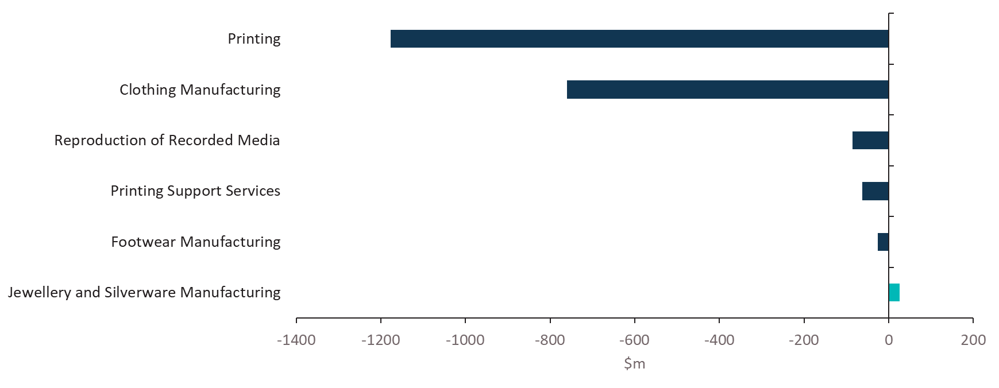 Printing
Clothing Manufacturing
Reproduction of Recorded Media
Printing Support Services
Footwear Manufacturing
Jewellery and Silverware Manufacturing
-1400 -1200 -1000 -800 -600 -400 -200 0 200
$m